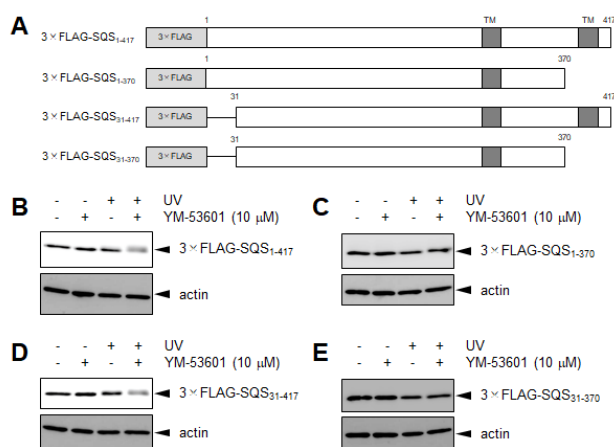 A
1 TM TM 417
3×FLAG-SQS1-417 3×FLAG
1 370
3×FLAG-SQS1-370 3×FLAG
31 417
3×FLAG-SQS31-417 3×FLAG
31 370
3×FLAG-SQS31-370 3×FLAG
B
- - + + UV
- + - + YM-53601 (10 μM)
3×FLAG-SQS1-417
actin
C
- - + + UV
- + - + YM-53601 (10 μM)
3×FLAG-SQS1-370
actin
D
- - + + UV
- + - + YM-53601 (10 μM)
3×FLAG-SQS31-417
actin
E
- - + + UV
- + - + YM-53601 (10 μM)
3×FLAG-SQS31-370
actin